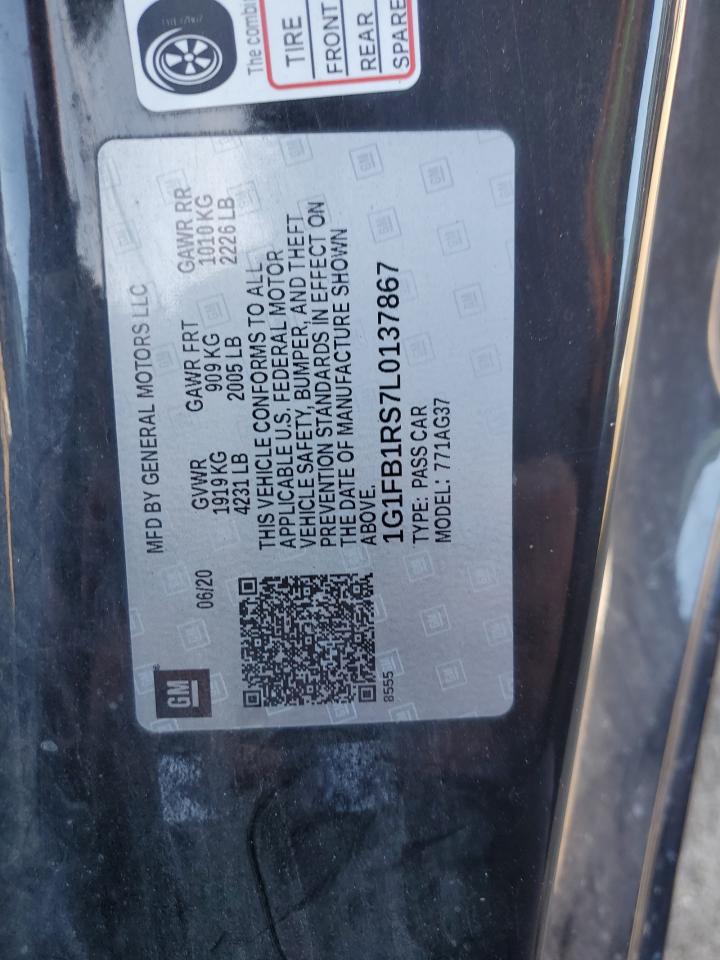 The combi
TIRE
FRONT
REAR
SPARE
MFD BY GENERAL MOTORS LLC
06/20
GVWR GAWR FRT GAWR RR
1919 KG 909 KG 1010 KG
4231 LB 2005 LB 2226 LB
THIS VEHICLE CONFORMS TO ALL
APPLICABLE U.S. FEDERAL MOTOR
VEHICLE SAFETY, BUMPER, AND THEFT
PREVENTION STANDARDS IN EFFECT ON
THE DATE OF MANUFACTURE SHOWN
ABOVE.
1G1FB1RS7L0137867
TYPE: PASS CAR
MODEL: 771AG37
GM
8555